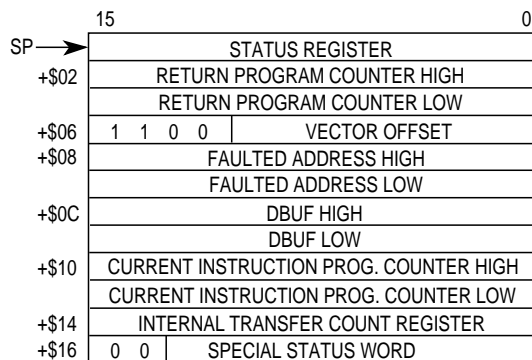 15 0
SP STATUS REGISTER
+$02 RETURN PROGRAM COUNTER HIGH
RETURN PROGRAM COUNTER LOW
+$06 1 1 0 0 VECTOR OFFSET
+$08 FAULTED ADDRESS HIGH
FAULTED ADDRESS LOW
+$0C DBUF HIGH
DBUF LOW
+$10 CURRENT INSTRUCTION PROG. COUNTER HIGH
CURRENT INSTRUCTION PROG. COUNTER LOW
+$14 INTERNAL TRANSFER COUNT REGISTER
+$16 0 0 SPECIAL STATUS WORD